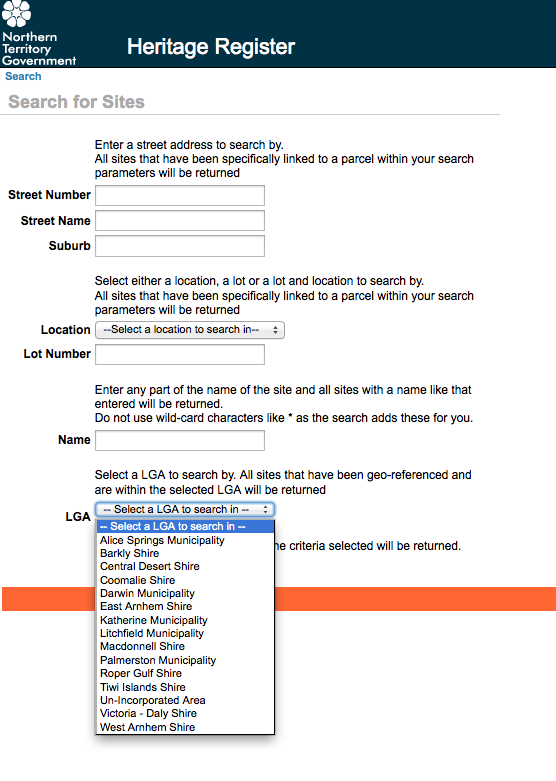 Northern
Territory
Government
Heritage Register
Search
Search for Sites
Enter a street address to search by.
All sites that have been specifically linked to a parcel within your search
parameters will be returned
Street Number
Street Name
Suburb
Select either a location, a lot or a lot and location to search by.
All sites that have been specifically linked to a parcel within your search
parameters will be returned
Location --Select a location to search in--
Lot Number
Enter any part of the name of the site and all sites with a name like that
entered will be returned.
Do not use wild-card characters like * as the search adds these for you.
Name
Select a LGA to search by. All sites that have been geo-referenced and
are within the selected LGA will be returned
LGA -- Select a LGA to search in --
-- Select a LGA to search in --
Alice Springs Municipality
criteria selected will be returned.
Barkly Shire
Central Desert Shire
Coomalie Shire
Darwin Municipality
East Arnhem Shire
Katherine Municipality
Litchfield Municipality
Macdonnell Shire
Palmerston Municipality
Roper Gulf Shire
Tiwi Islands Shire
Un-Incorporated Area
Victoria - Daly Shire
West Arnhem Shire